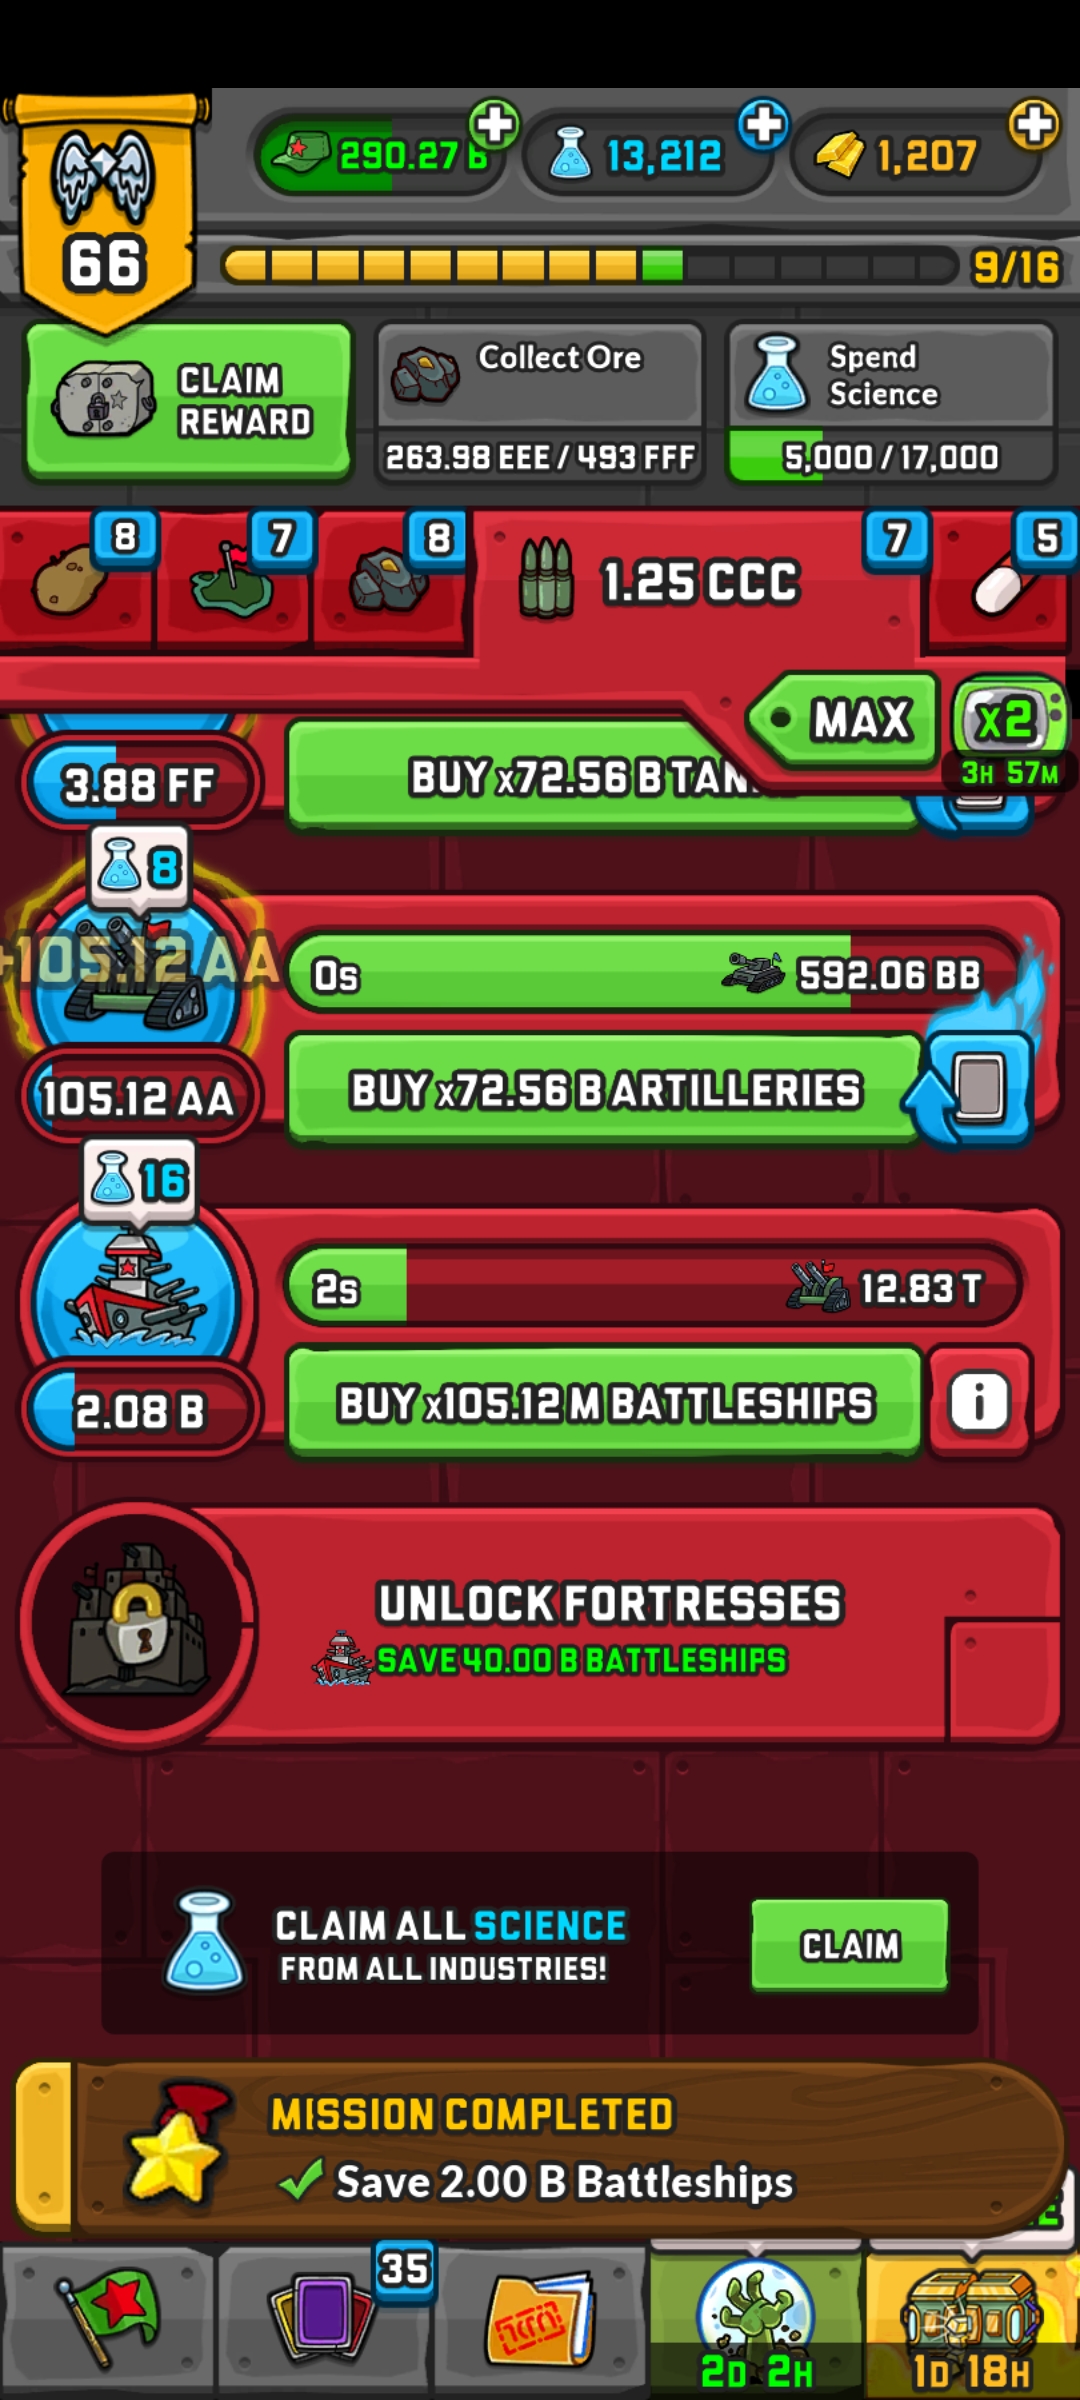 290.27 B
13,212
1,207
66
9/16
CLAIM
REWARD
Collect Ore
263.98 EEE / 493 FFF
Spend
Science
5,000 / 17,000
8
7
8
1.25 CCC
7
5
MAX
x2
3H 57M
3.88 FF
BUY x72.56 B TAN
8
+105.12 AA
0s
592.06 BB
105.12 AA
BUY x72.56 B ARTILLERIES
16
2s
12.83 T
2.08 B
BUY x105.12 M BATTLESHIPS
i
UNLOCK FORTRESSES
SAVE 40.00 B BATTLESHIPS
CLAIM ALL SCIENCE
FROM ALL INDUSTRIES!
CLAIM
MISSION COMPLETED
Save 2.00 B Battleships
35
2D 2H
1D 18H